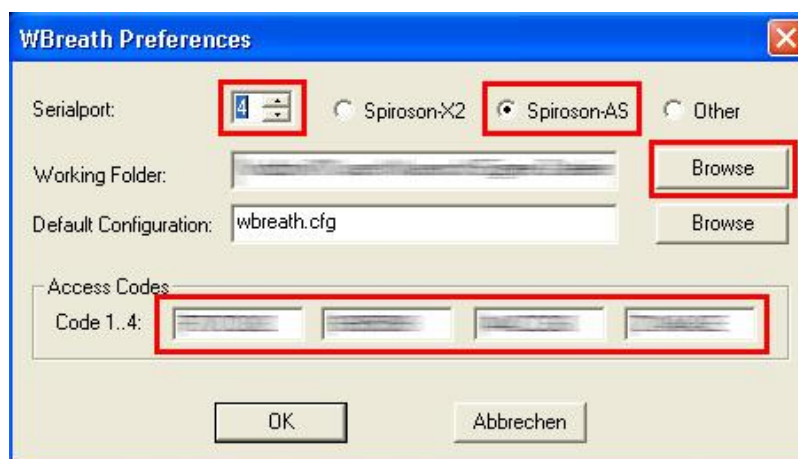 WBreath Preferences
Serialport: 4 Spiroson-X2 Spiroson-AS Other
Working Folder: Browse
Default Configuration: wbreath.cfg Browse
Access Codes
Code 1..4:
OK Abbrechen